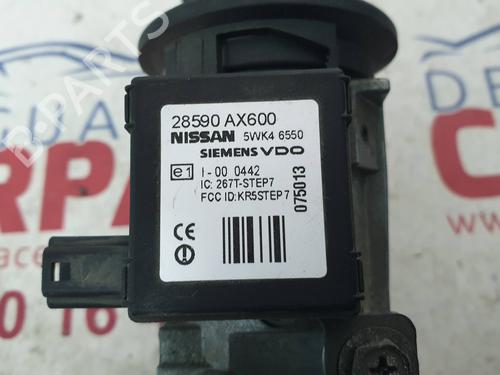 28590 AX600
NISSAN 5WK4 6550
SIEMENS VDO
e1 I-00 0442
IC: 267T-STEP7
FCC ID: KR5STEP7
075013
CE